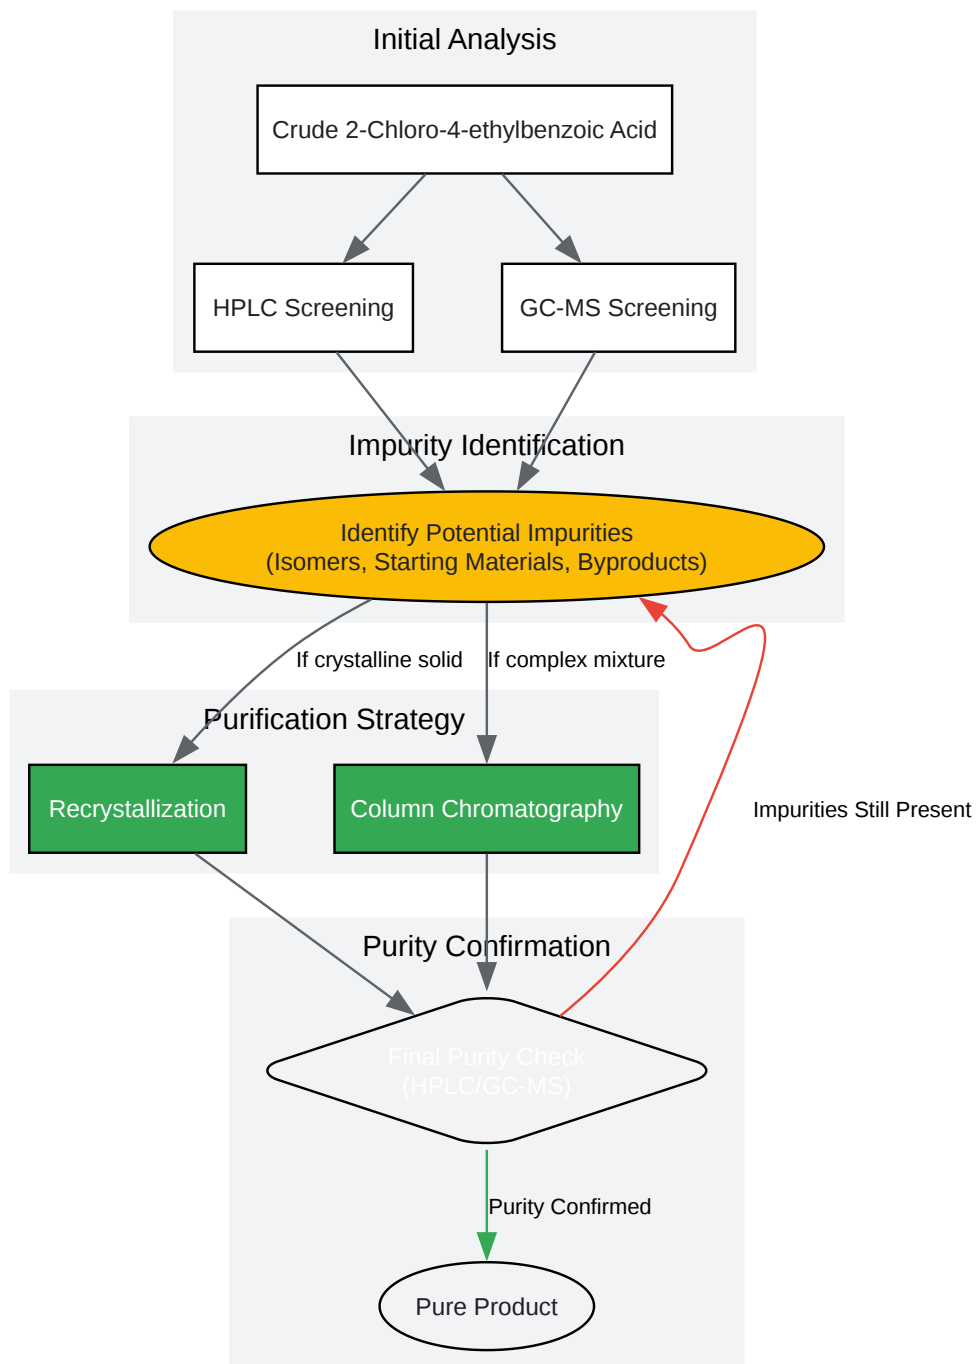 Initial Analysis
Crude 2-Chloro-4-ethylbenzoic Acid
HPLC Screening
GC-MS Screening
Impurity Identification
Identify Potential Impurities
(Isomers, Starting Materials, Byproducts)
If crystalline solid
If complex mixture
Purification Strategy
Recrystallization
Column Chromatography
Impurities Still Present
Purity Confirmation
Final Purity Check
(HPLC/GC-MS)
Purity Confirmed
Pure Product